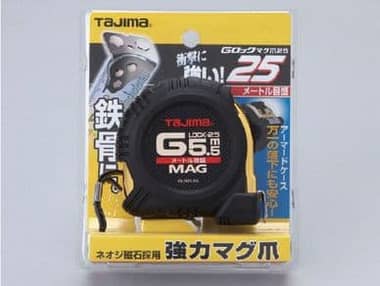 TAJIMA
Gロックマグ爪25
25
メートル目盛
衝撃に
強い!
鉄骨
TAJIMA
G LOCK-25
5.5m
メートル目盛
MAG
アーマードケース
万一の落下にも安心!
ネオジ磁石採用 強力マグ爪